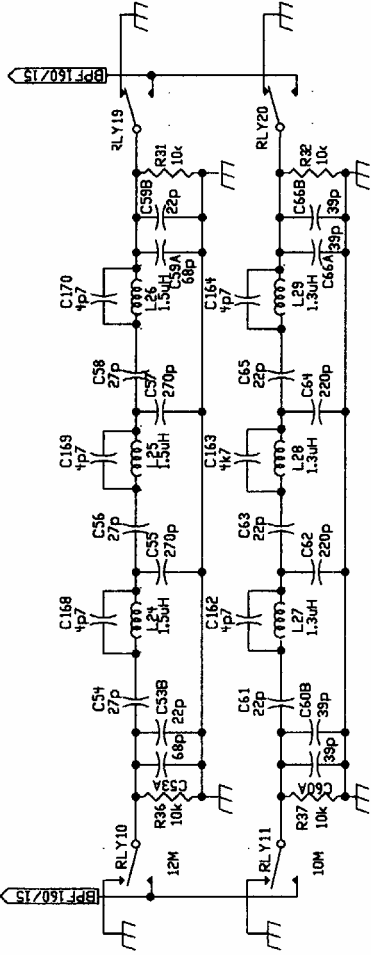 BPF160/15
RLY19
R31
10k
C59B
22p
C59A
68p
C170
4p7
L26
1.5uH
C58
27p
C57
270p
C169
4p7
L25
1.5uH
C56
27p
C55
270p
C168
4p7
L24
1.5uH
C54
27p
C53B
22p
68p
C53A
R36
10k
RLY10
12M
BPF160/15
RLY20
R32
10k
C66B
39p
39p
C66A
C164
4p7
L29
1.3uH
C65
22p
C64
220p
C163
4k7
L28
1.3uH
C63
22p
C62
220p
C162
4p7
L27
1.3uH
C61
22p
C60B
39p
39p
C60A
R37
10k
RLY11
10M